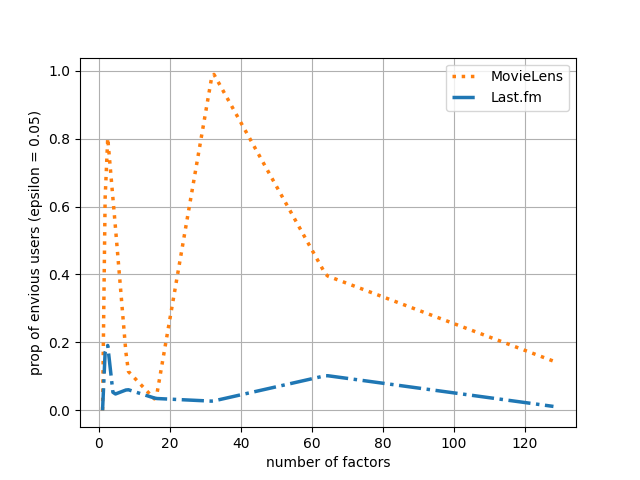 1.0
0.8
0.6
0.4
0.2
0.0
prop of envious users (epsilon = 0.05)
MovieLens
Last.fm
0 20 40 60 80 100 120
number of factors